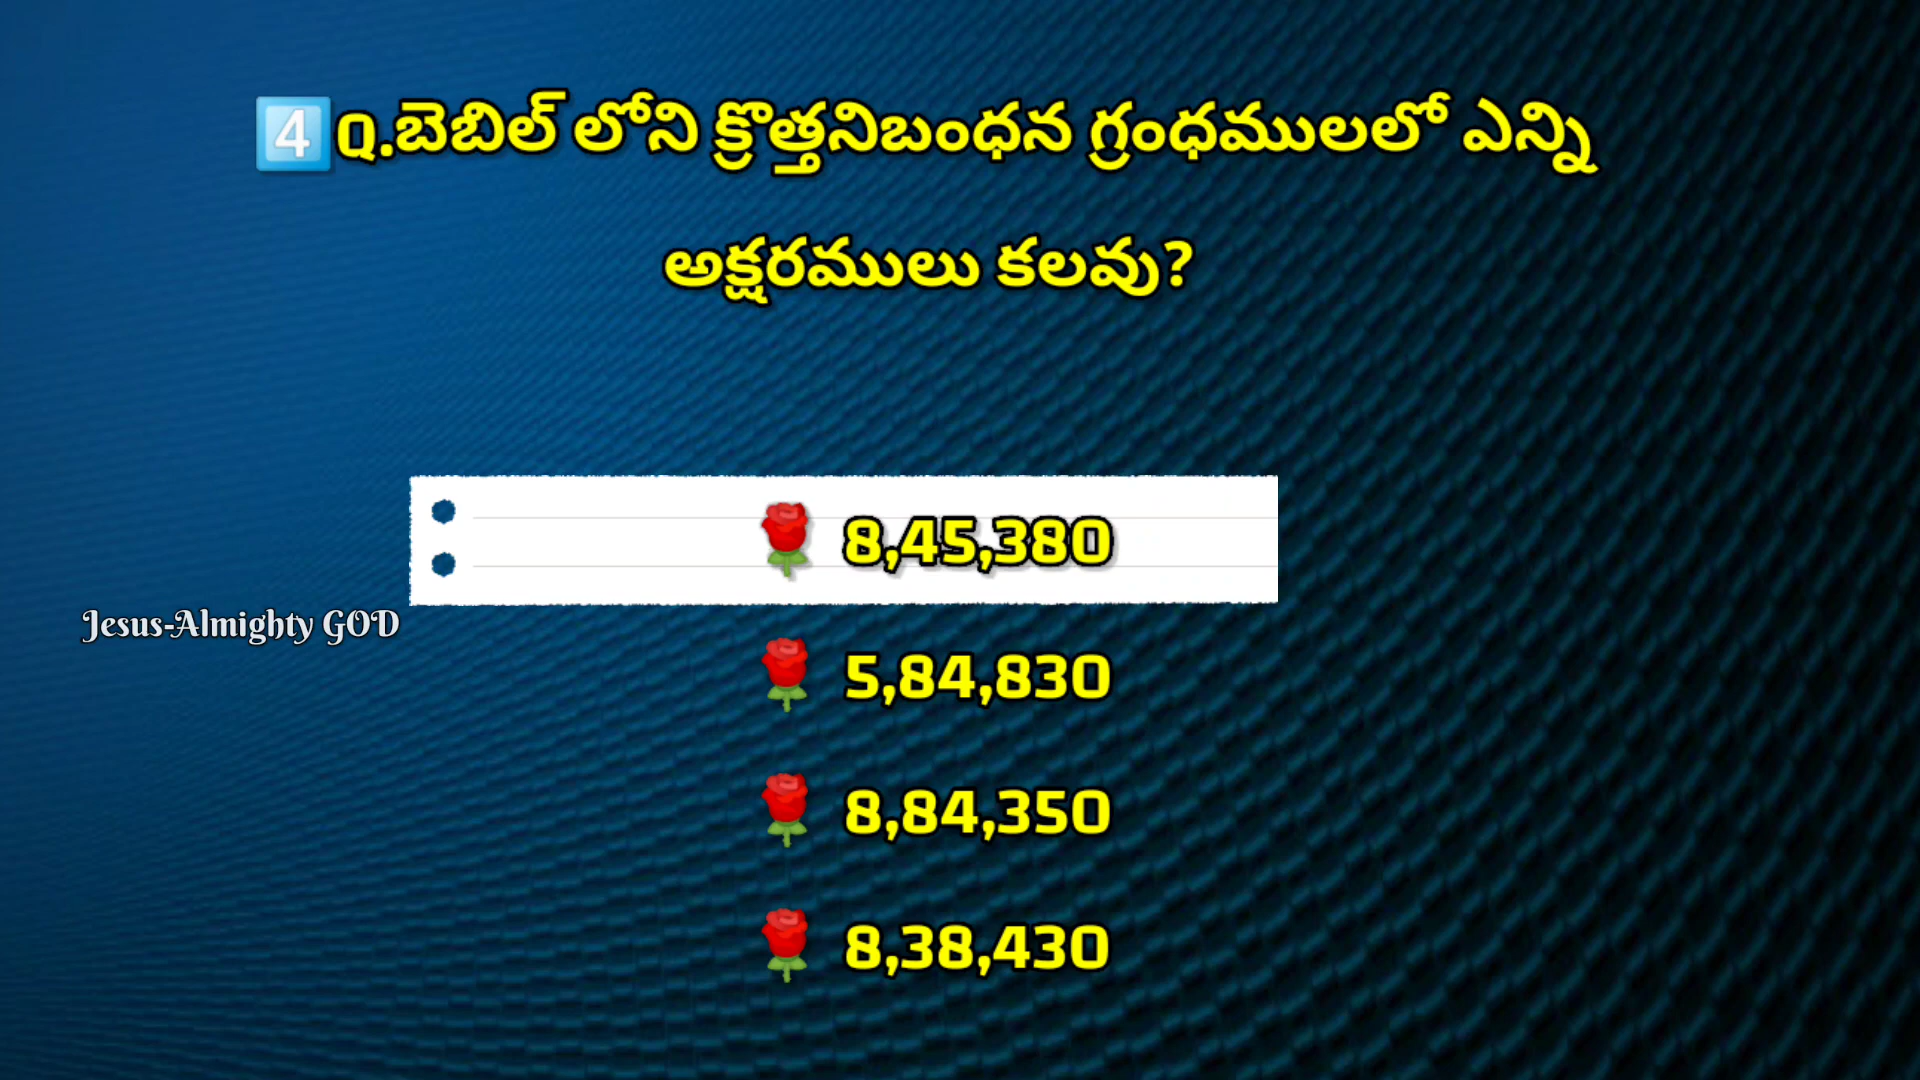 4️⃣Q.బెబిల్ లోని క్రొత్తనిబంధన గ్రంధములలో ఎన్ని
అక్షరములు కలవు?
🌹 8,45,380
Jesus-Almighty GOD
🌹 5,84,830
🌹 8,84,350
🌹 8,38,430